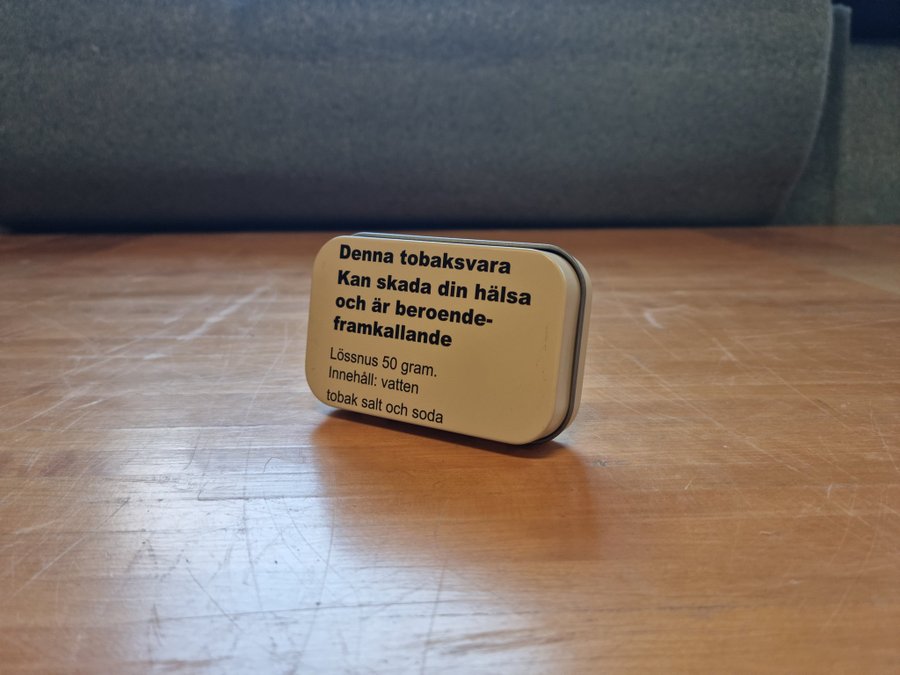 Denna tobaksvara
Kan skada din hälsa
och är beroende-
framkallande
Lössnus 50 gram.
Innehåll: vatten
tobak salt och soda